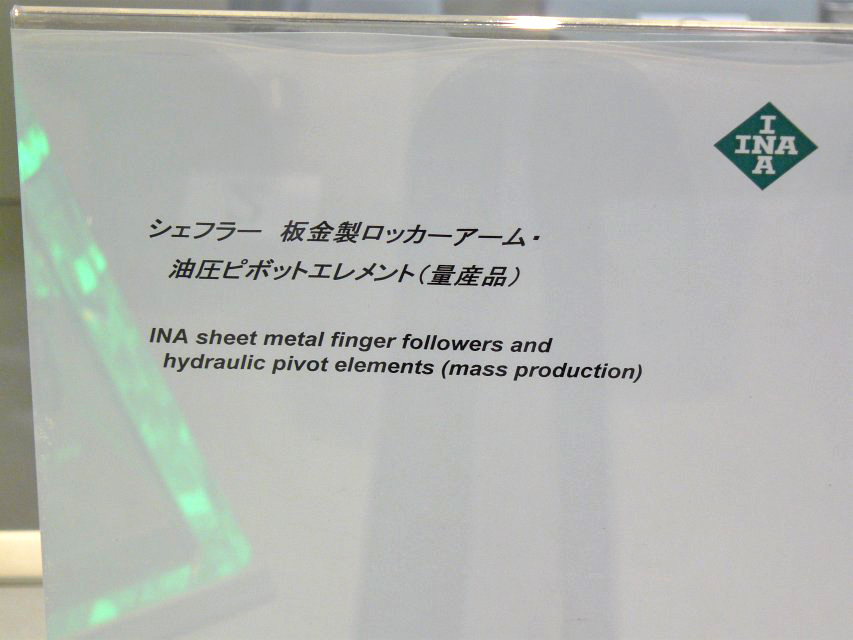 INA
シェフラー 板金製ロッカーアーム・
油圧ピボットエレメント（量産品）
INA sheet metal finger followers and
hydraulic pivot elements (mass production)